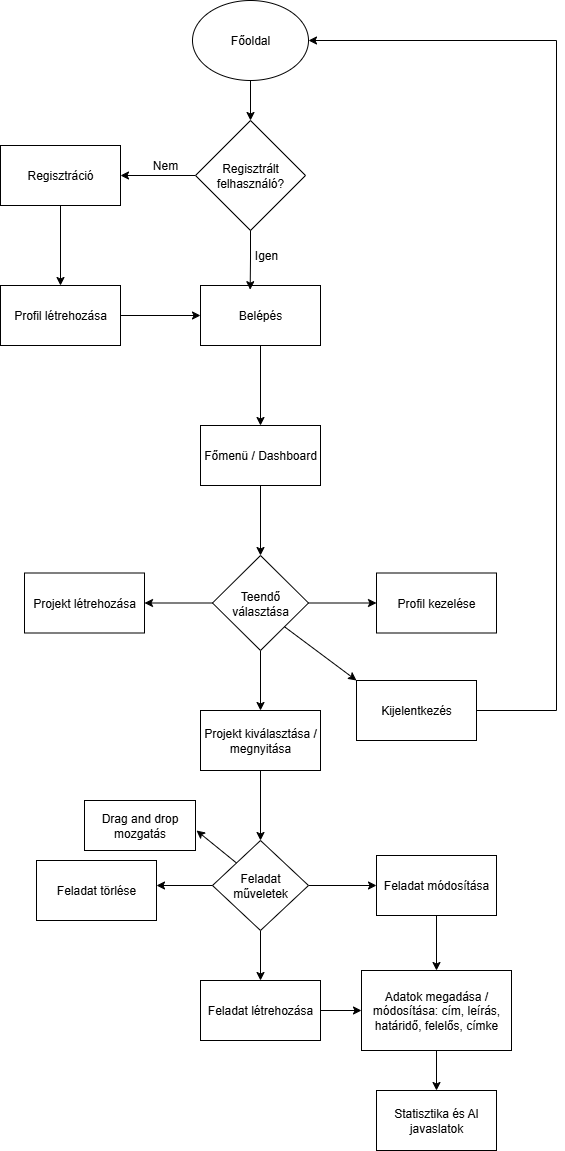 Főoldal
Regisztrált
felhasználó?
Nem
Regisztráció
Igen
Profil létrehozása
Belépés
Főmenü / Dashboard
Teendő
választása
Projekt létrehozása
Profil kezelése
Kijelentkezés
Projekt kiválasztása /
megnyitása
Drag and drop
mozgatás
Feladat
műveletek
Feladat törlése
Feladat módosítása
Feladat létrehozása
Adatok megadása /
módosítása: cím, leírás,
határidő, felelős, címke
Statisztika és AI
javaslatok